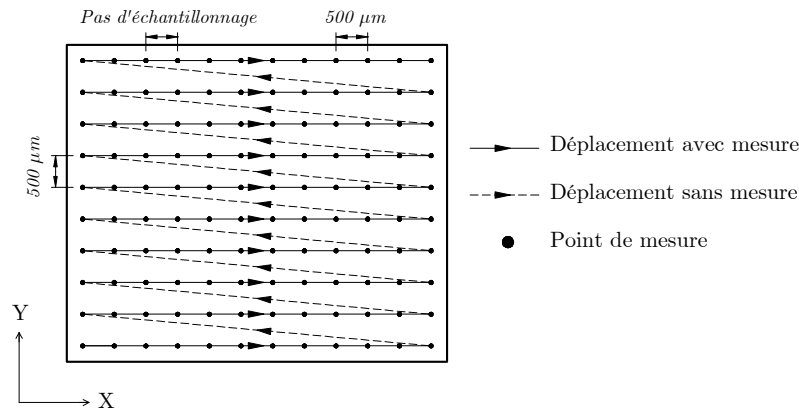 Pas d'échantillonnage
500 µm
500 µm
Déplacement avec mesure
Déplacement sans mesure
Point de mesure
Y
X